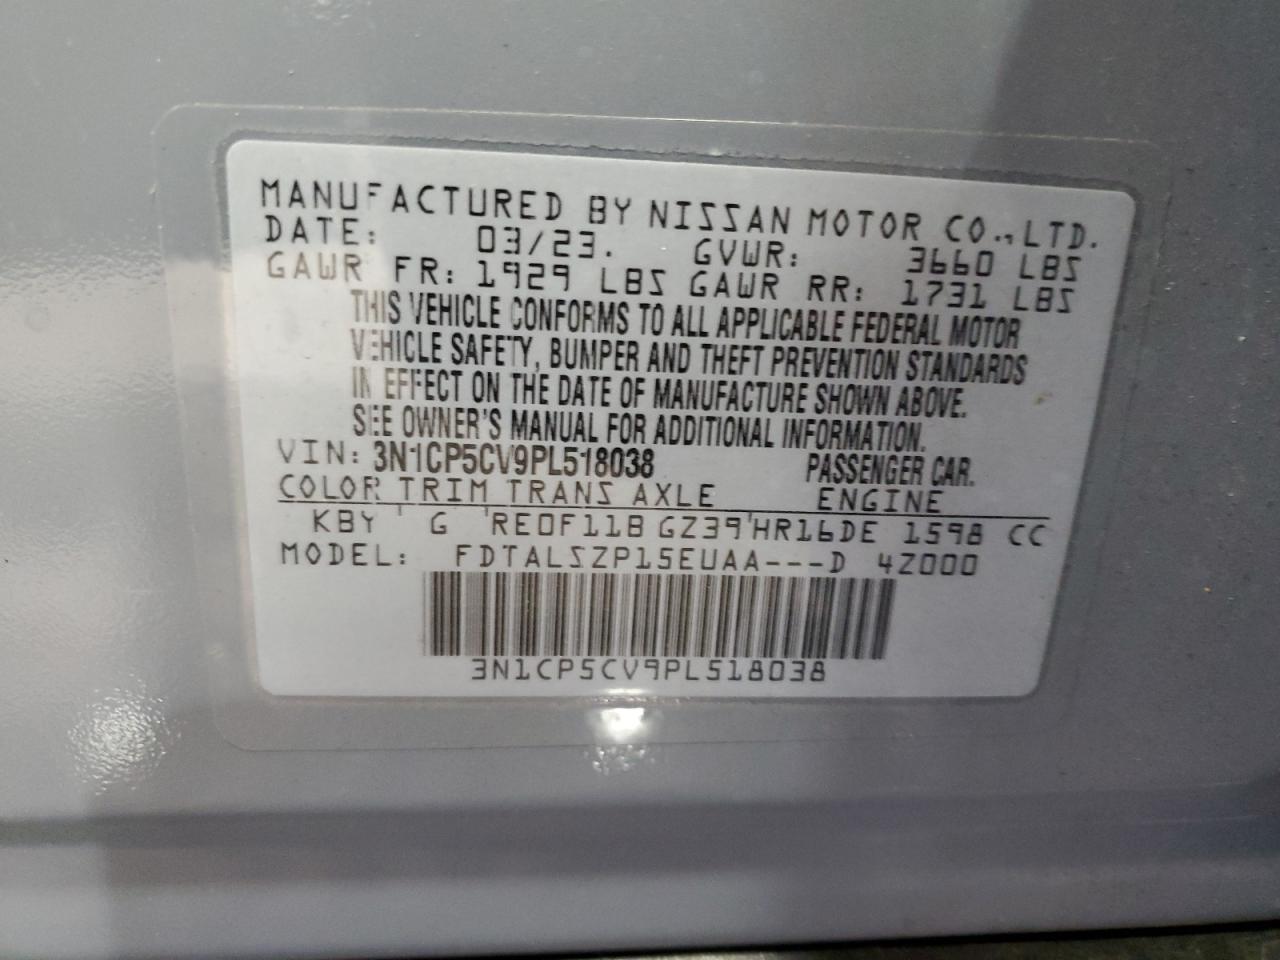 MANUFACTURED BY NISSAN MOTOR CO., LTD.
DATE: 03/23. GVWR: 3660 LBS
GAWR FR: 1929 LBS GAWR RR: 1731 LBS
THIS VEHICLE CONFORMS TO ALL APPLICABLE FEDERAL MOTOR
VEHICLE SAFETY, BUMPER AND THEFT PREVENTION STANDARDS
IN EFFECT ON THE DATE OF MANUFACTURE SHOWN ABOVE.
SEE OWNER'S MANUAL FOR ADDITIONAL INFORMATION.
VIN: 3N1CP5CV9PL518038 PASSENGER CAR.
COLOR TRIM TRANS AXLE ENGINE
KBY ' G 'RE0F11B GZ39'HR16DE 1598 CC
MODEL: FDTALSZP15EUAA---D 4Z000
3N1CP5CV9PL518038